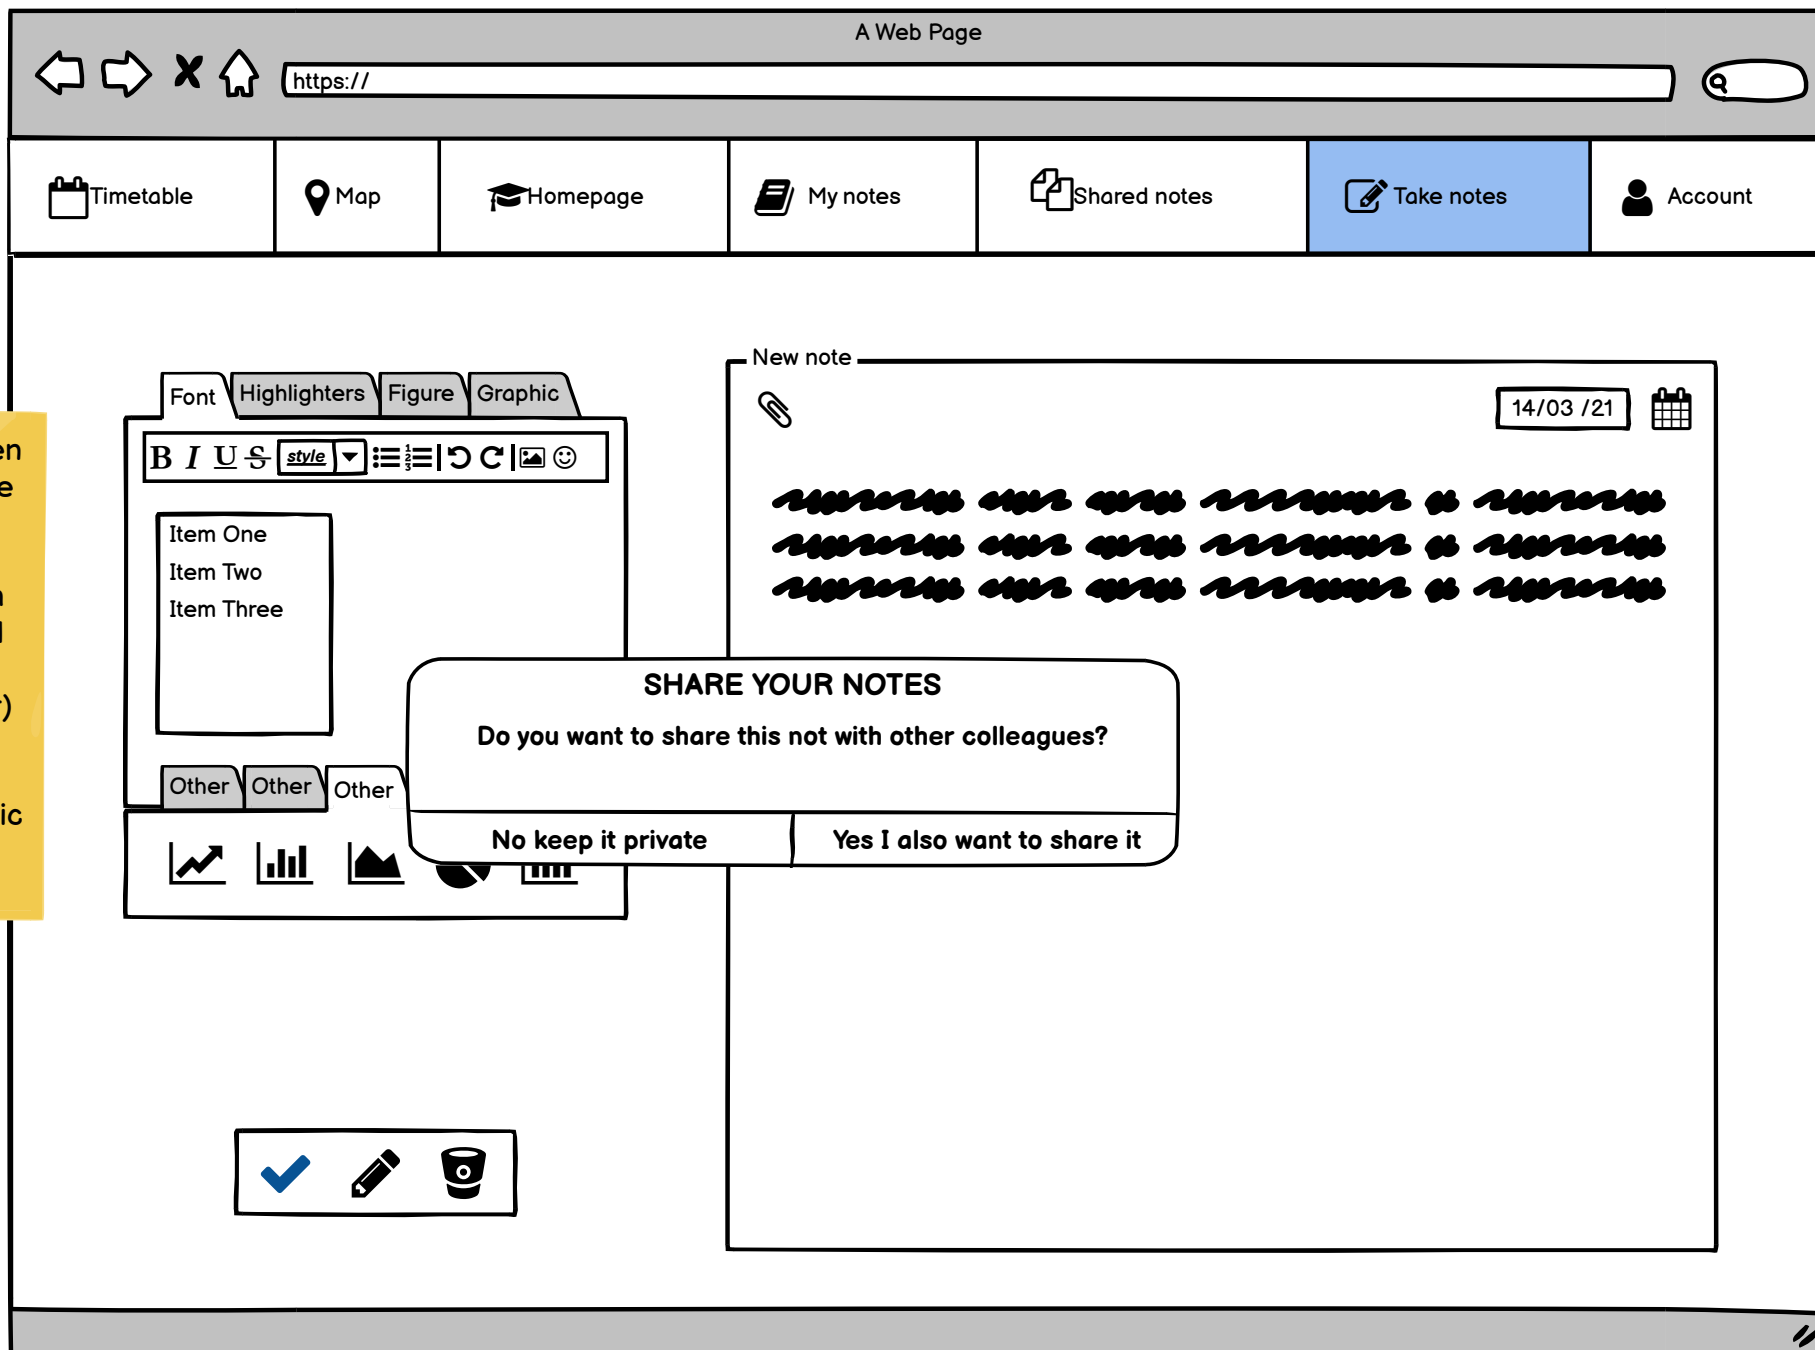 A Web Page
https://
Timetable
Map
Homepage
My notes
Shared notes
Take notes
Account
Font
Highlighters
Figure
Graphic
B I U S style
Item One
Item Two
Item Three
Other
Other
Other
New note
14/03 /21
SHARE YOUR NOTES
Do you want to share this not with other colleagues?
No keep it private
Yes I also want to share it